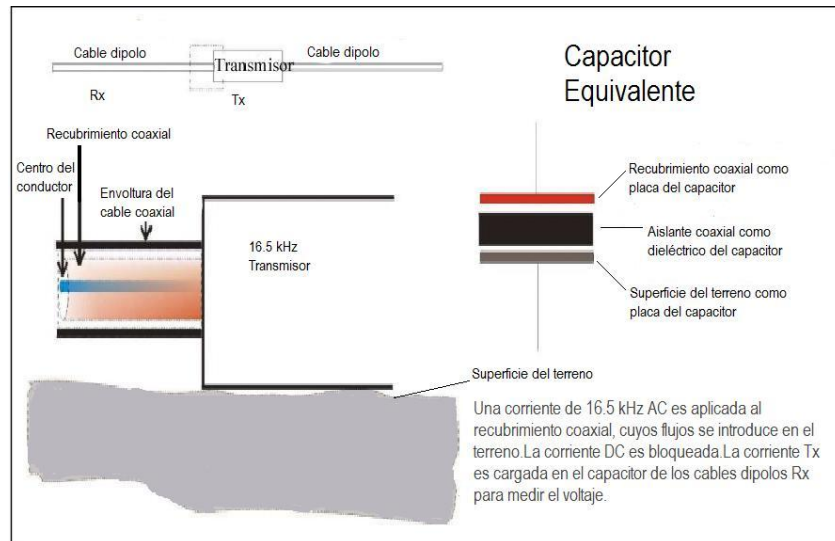 Cable dipolo
Cable dipolo
Transmisor
Rx
Tx
Capacitor
Equivalente
Recubrimiento coaxial
Centro del
conductor
Envoltura del
cable coaxial
16.5 kHz
Transmisor
Recubrimiento coaxial como
placa del capacitor
Aislante coaxial como
dieléctrico del capacitor
Superficie del terreno como
placa del capacitor
Superficie del terreno
Una corriente de 16.5 kHz AC es aplicada al
recubrimiento coaxial, cuyos flujos se introduce en el
terreno.La corriente DC es bloqueada.La corriente Tx
es cargada en el capacitor de los cables dipolos Rx
para medir el voltaje.